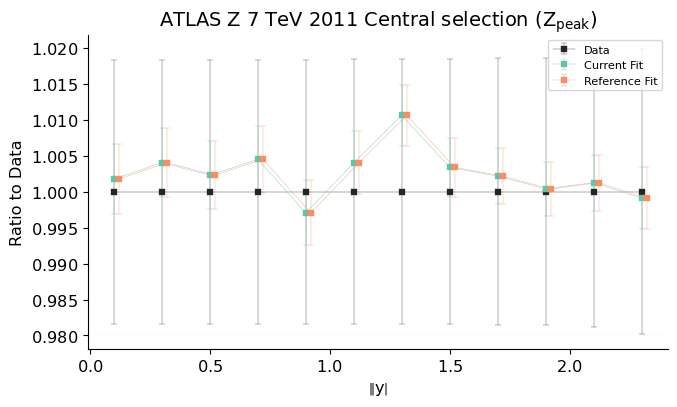 ATLAS Z 7 TeV 2011 Central selection (Z_peak)
Data
Current Fit
Reference Fit
Ratio to Data
1.020
1.015
1.010
1.005
1.000
0.995
0.990
0.985
0.980
0.0
0.5
1.0
1.5
2.0
|y|